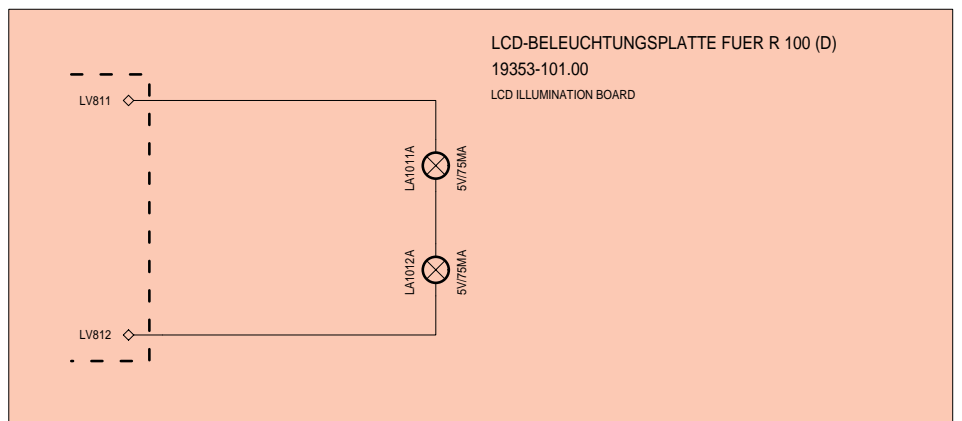 LCD-BELEUCHTUNGSPLATTE FUER R 100 (D)
19353-101.00
LCD ILLUMINATION BOARD
LV811
LA1011A
5V/75MA
LA1012A
5V/75MA
LV812